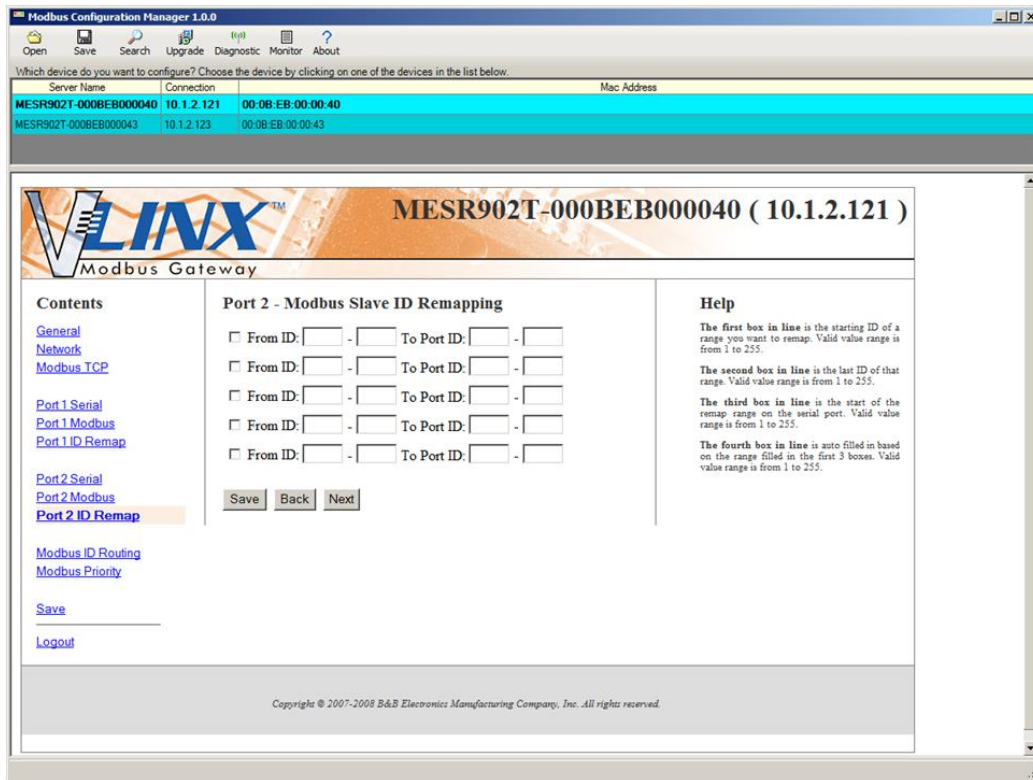 Modbus Configuration Manager 1.0.0
Open Save Search Upgrade Diagnostic Monitor About
Which device do you want to configure? Choose the device by clicking on one of the devices in the list below.
Server Name Connection Mac Address
MESR902T-000BEB000040 10.1.2.121 00:0B:EB:00:00:40
MESR902T-000BEB000043 10.1.2.123 00:0B:EB:00:00:43
VLINX™
Modbus Gateway
MESR902T-000BEB000040 ( 10.1.2.121 )
Contents
General
Network
Modbus TCP
Port 1 Serial
Port 1 Modbus
Port 1 ID Remap
Port 2 Serial
Port 2 Modbus
Port 2 ID Remap
Modbus ID Routing
Modbus Priority
Save
Logout
Port 2 - Modbus Slave ID Remapping
From ID: - To Port ID: -
From ID: - To Port ID: -
From ID: - To Port ID: -
From ID: - To Port ID: -
From ID: - To Port ID: -
Save Back Next
Help
The first box in line is the starting ID of a
range you want to remap. Valid value range is
from 1 to 255.
The second box in line is the last ID of that
range. Valid value range is from 1 to 255.
The third box in line is the start of the
remap range on the serial port. Valid value
range is from 1 to 255.
The fourth box in line is auto filled in based
on the range filled in the first 3 boxes. Valid
value range is from 1 to 255.
Copyright © 2007-2008 B&B Electronics Manufacturing Company, Inc. All rights reserved.